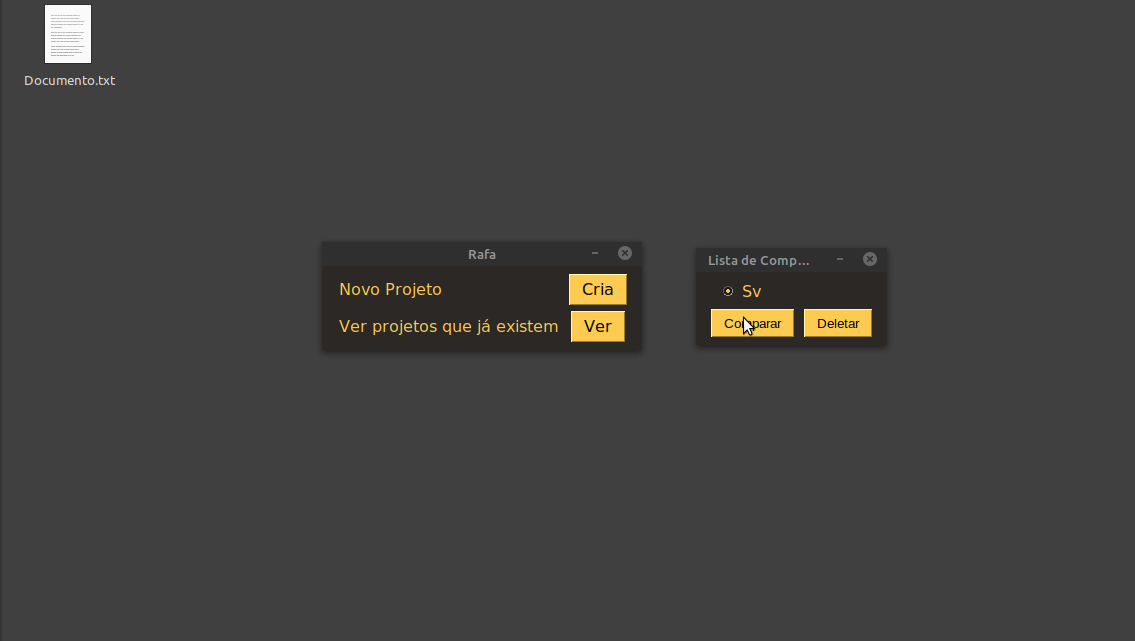 Documento.txt
Rafa
Novo Projeto
Cria
Ver projetos que já existem
Ver
Lista de Comp...
Sv
Comparar
Deletar